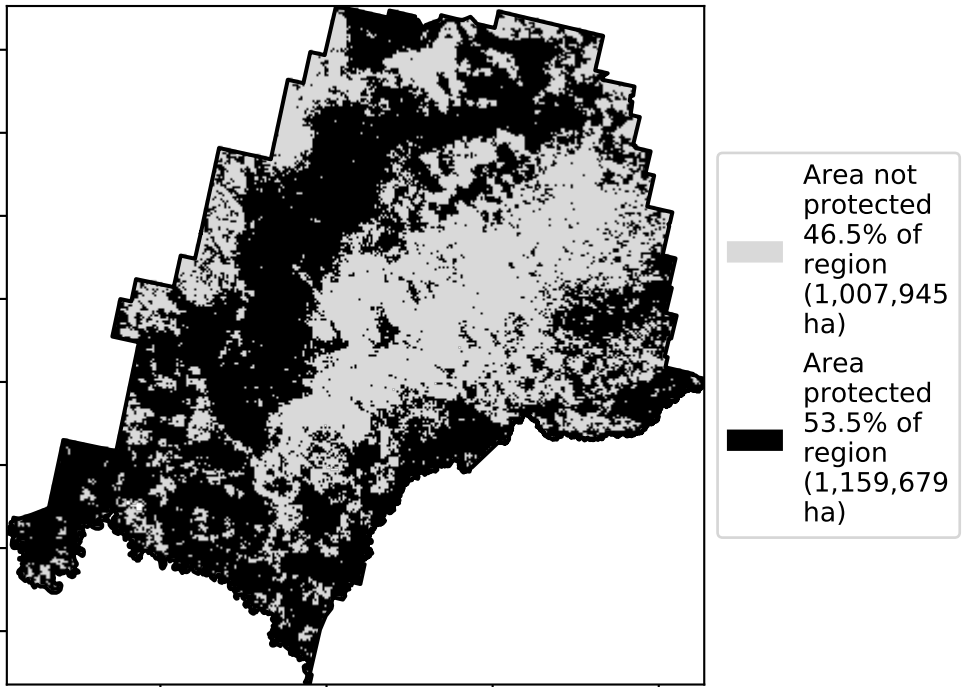 Area not
protected
46.5% of
region
(1,007,945
ha)
Area
protected
53.5% of
region
(1,159,679
ha)